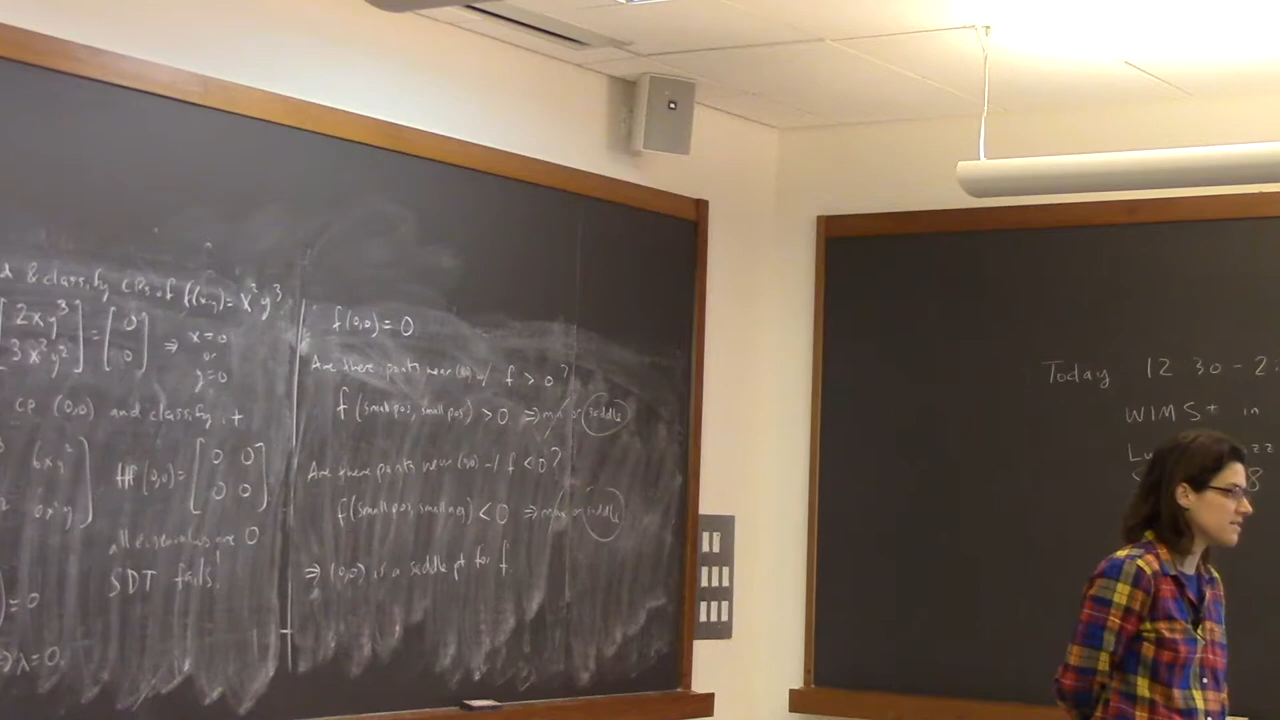 & classify CPs of f(x,y) = x² y³
[2xy³] = [0] ⇒ x=0
or
[3x²y²] [0] y=0
CP (0,0) and classify it
6xy²
Hf(0,0) = [0 0]
[0 0]
6x²y
all eigenvalues are 0
SDT fails!
=0
⇒ λ=0.
f(0,0) = 0
Are there points near (0,0) w/ f > 0?
f(small pos, small pos) > 0 ⇒ min or saddle
Are there points near (0,0) w/ f < 0?
f(small pos, small neg) < 0 ⇒ max or saddle
⇒ (0,0) is a saddle pt for f.
Today 12 30 - 2
WIMS+ in
Lu
8